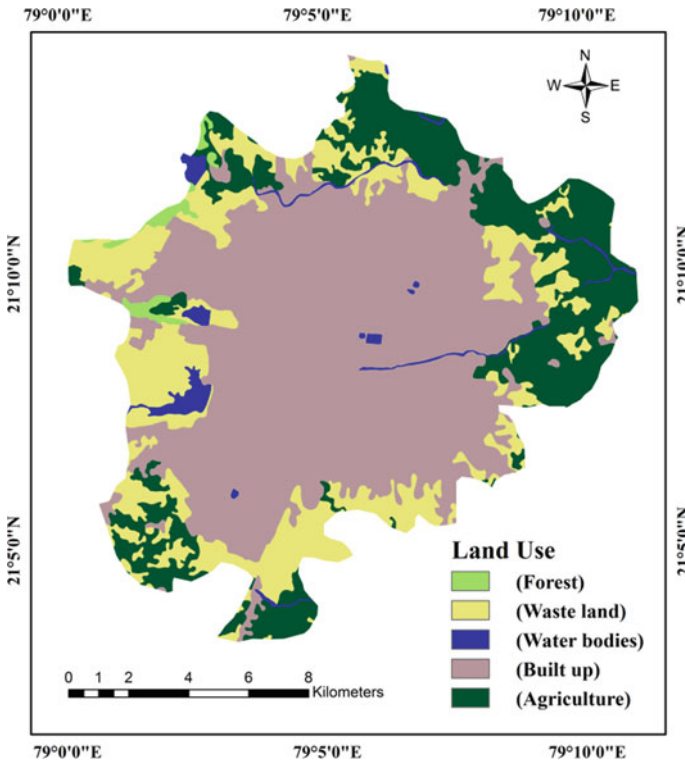 79°0'0"E 79°5'0"E 79°10'0"E
N
W E
S
21°10'0"N 21°10'0"N
21°5'0"N 21°5'0"N
Land Use
(Forest)
(Waste land)
(Water bodies)
(Built up)
(Agriculture)
0 1 2 4 6 8
Kilometers
79°0'0"E 79°5'0"E 79°10'0"E